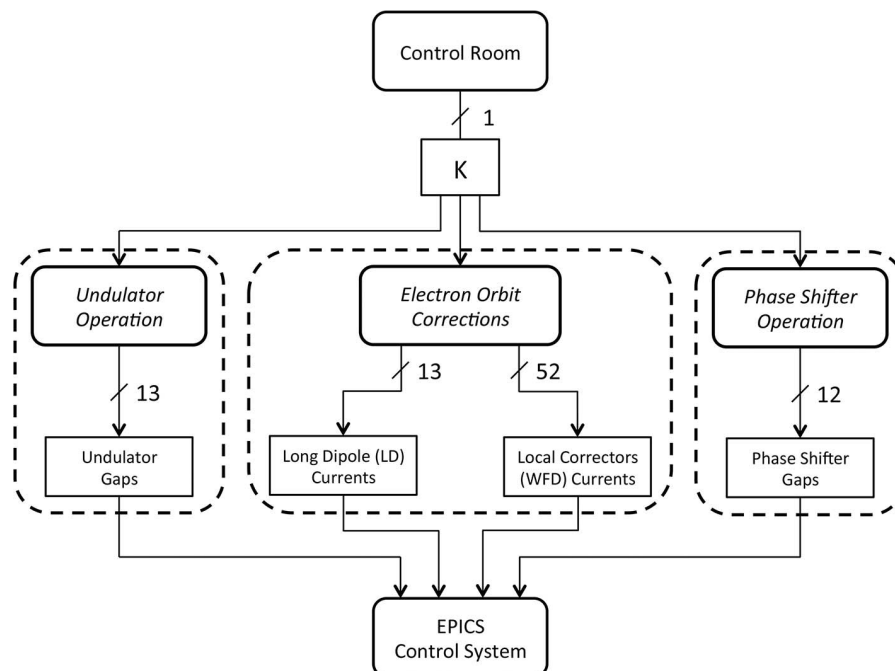 Control Room
1
K
Undulator
Operation
Electron Orbit
Corrections
Phase Shifter
Operation
13
13
52
12
Undulator
Gaps
Long Dipole (LD)
Currents
Local Correctors
(WFD) Currents
Phase Shifter
Gaps
EPICS
Control System